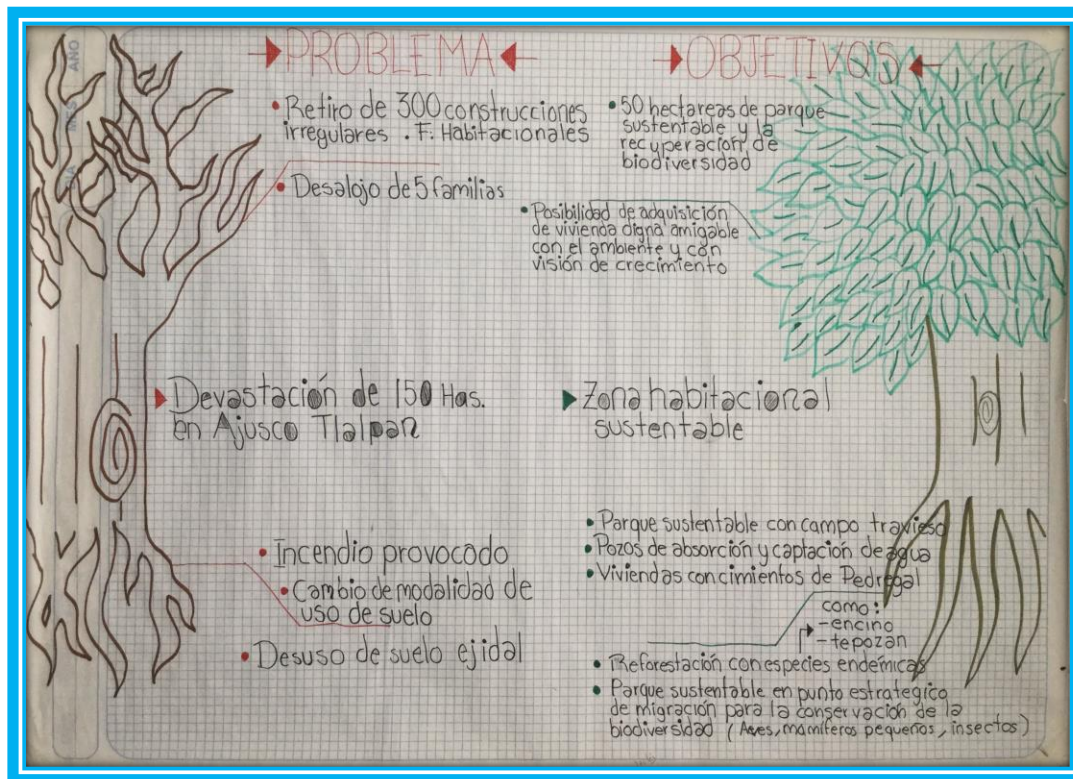 AÑO
MES
DÍA
PROBLEMA
• Retiro de 300 construcciones
irregulares . F. Habitacionales
• Desalojo de 5 familias
Devastación de 150 Has.
en Ajusco Tlalpan
• Incendio provocado
• Cambio de modalidad de
uso de suelo
• Desuso de suelo ejidal
OBJETIVOS
• 50 hectareas de parque
sustentable y la
recuperación de
biodiversidad
• Posibilidad de adquisición
de vivienda digna amigable
con el ambiente y con
visión de crecimiento
Zona habitacional
sustentable
• Parque sustentable con campo travieso
• Pozos de absorción y captación de agua
• Viviendas con cimientos de Pedregal
como:
-encino
-tepozan
• Reforestación con especies endémicas
• Parque sustentable en punto estrategico
de migración para la conservación de la
biodiversidad (Aves, mamíferos pequeños, insectos)